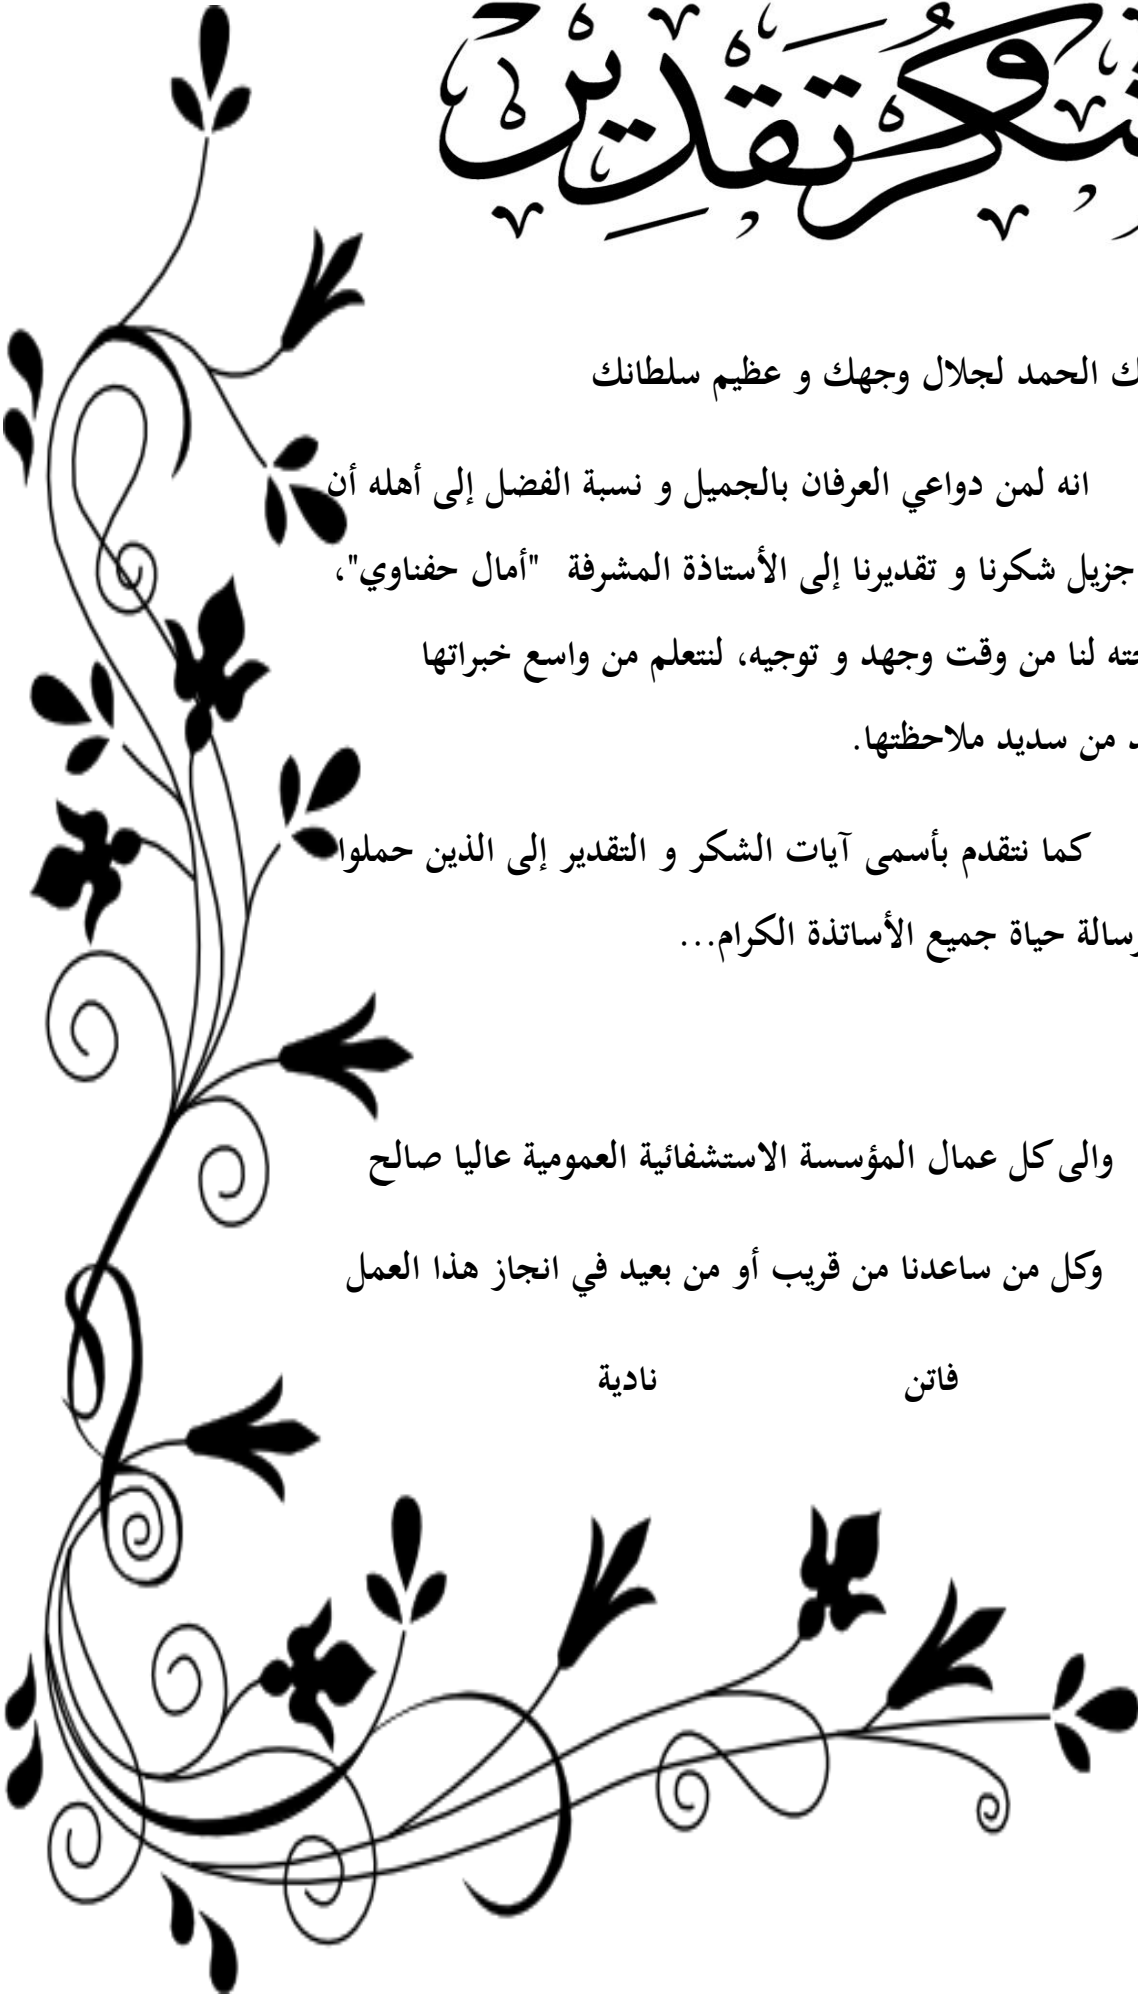 شكر وتقدير
ك الحمد لجلال وجهك و عظيم سلطانك
انه لمن دواعي العرفان بالجميل و نسبة الفضل إلى أهله أن
جزيل شكرنا و تقديرنا إلى الأستاذة المشرفة "أمال حفناوي"،
حته لنا من وقت وجهد و توجيه، لنتعلم من واسع خبراتها
د من سديد ملاحظتها.
كما نتقدم بأسمى آيات الشكر و التقدير إلى الذين حملوا
رسالة حياة جميع الأساتذة الكرام...
والى كل عمال المؤسسة الاستشفائية العمومية عاليا صالح
وكل من ساعدنا من قريب أو من بعيد في انجاز هذا العمل
فاتن نادية